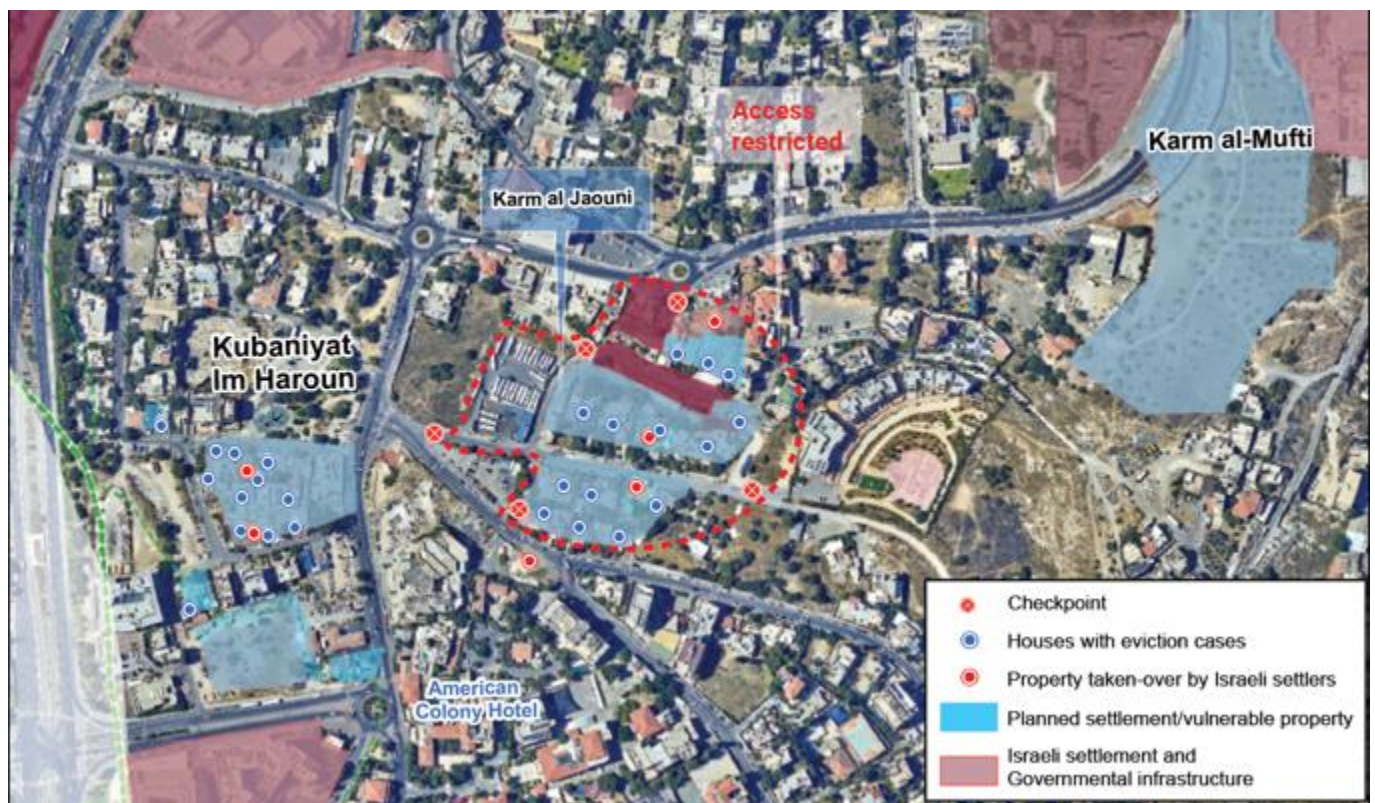 Access
restricted
Karm al-Mufti
Karm al Jaouni
Kubaniyat
Im Haroun
American
Colony Hotel
Checkpoint
Houses with eviction cases
Property taken-over by Israeli settlers
Planned settlement/vulnerable property
Israeli settlement and
Governmental infrastructure